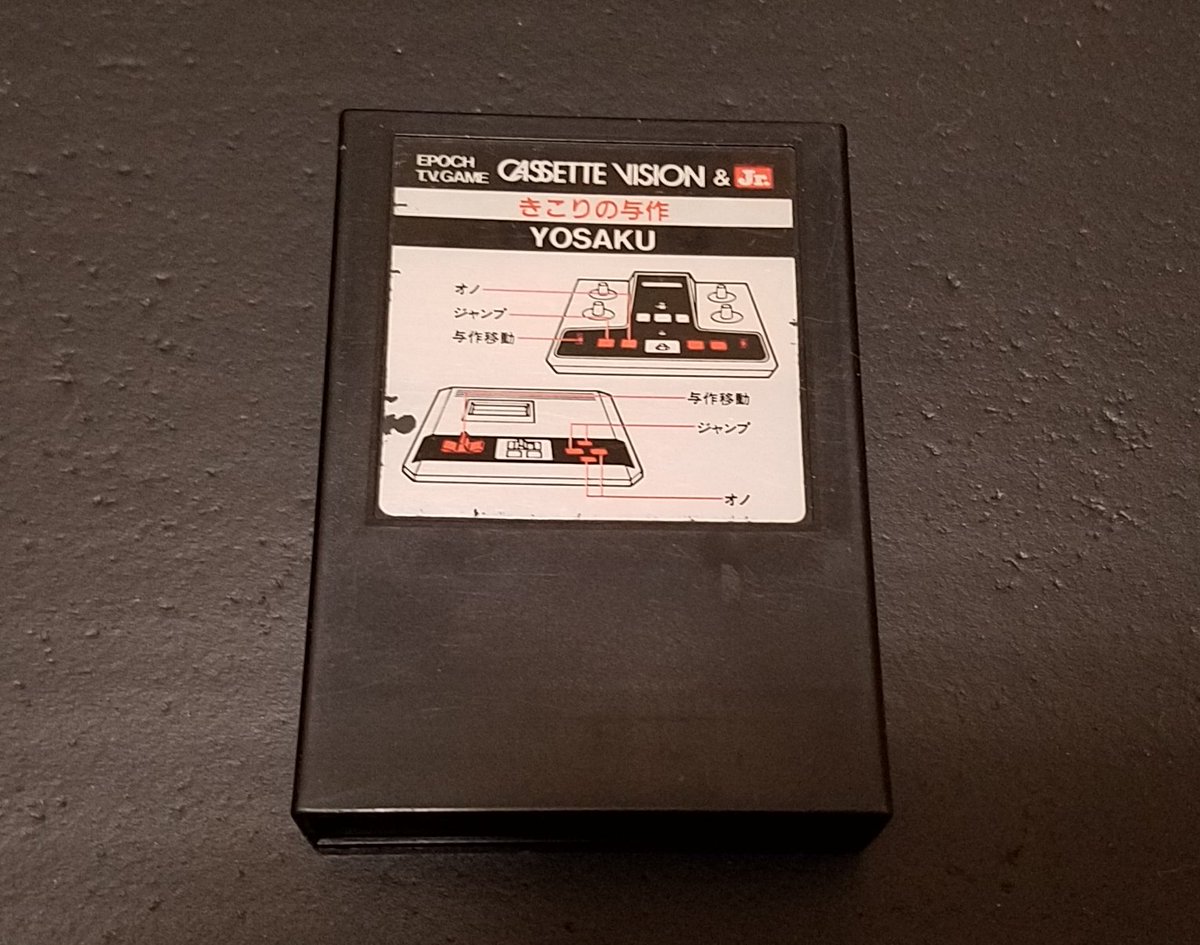 EPOCH
T.V.GAME CASSETTE VISION & Jr.
きこりの与作
YOSAKU
オノ
ジャンプ
与作移動
与作移動
ジャンプ
オノ